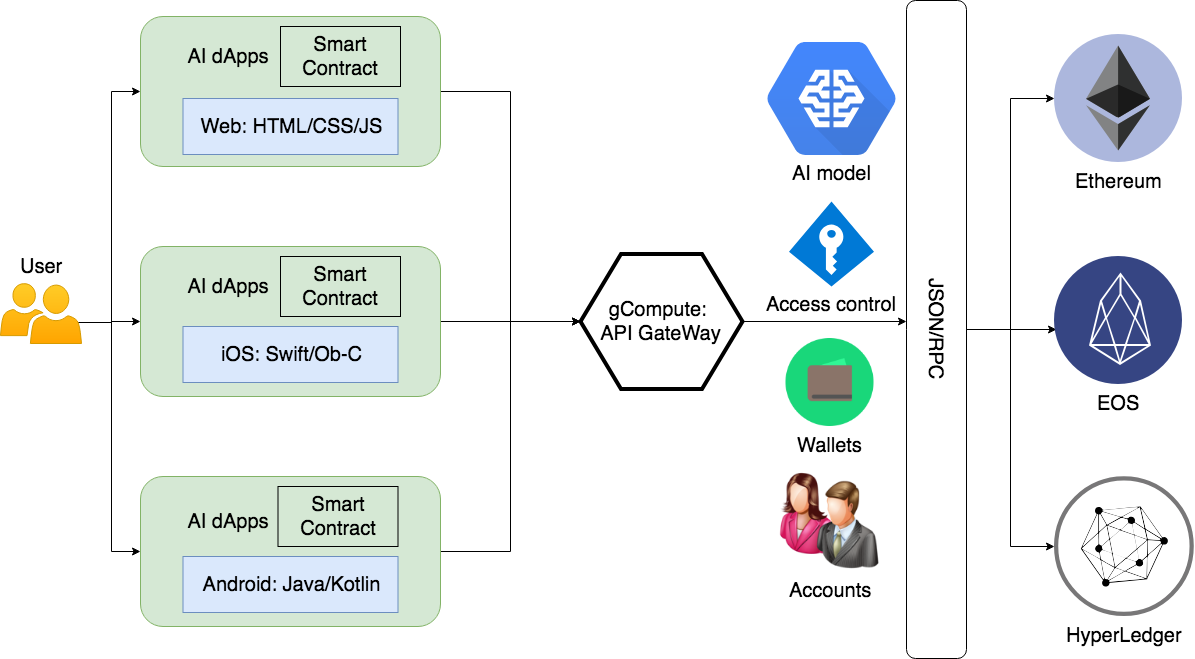 User
AI dApps
Smart
Contract
Web: HTML/CSS/JS
AI dApps
Smart
Contract
iOS: Swift/Ob-C
AI dApps
Smart
Contract
Android: Java/Kotlin
gCompute:
API GateWay
AI model
Access control
Wallets
Accounts
JSON/RPC
Ethereum
EOS
HyperLedger